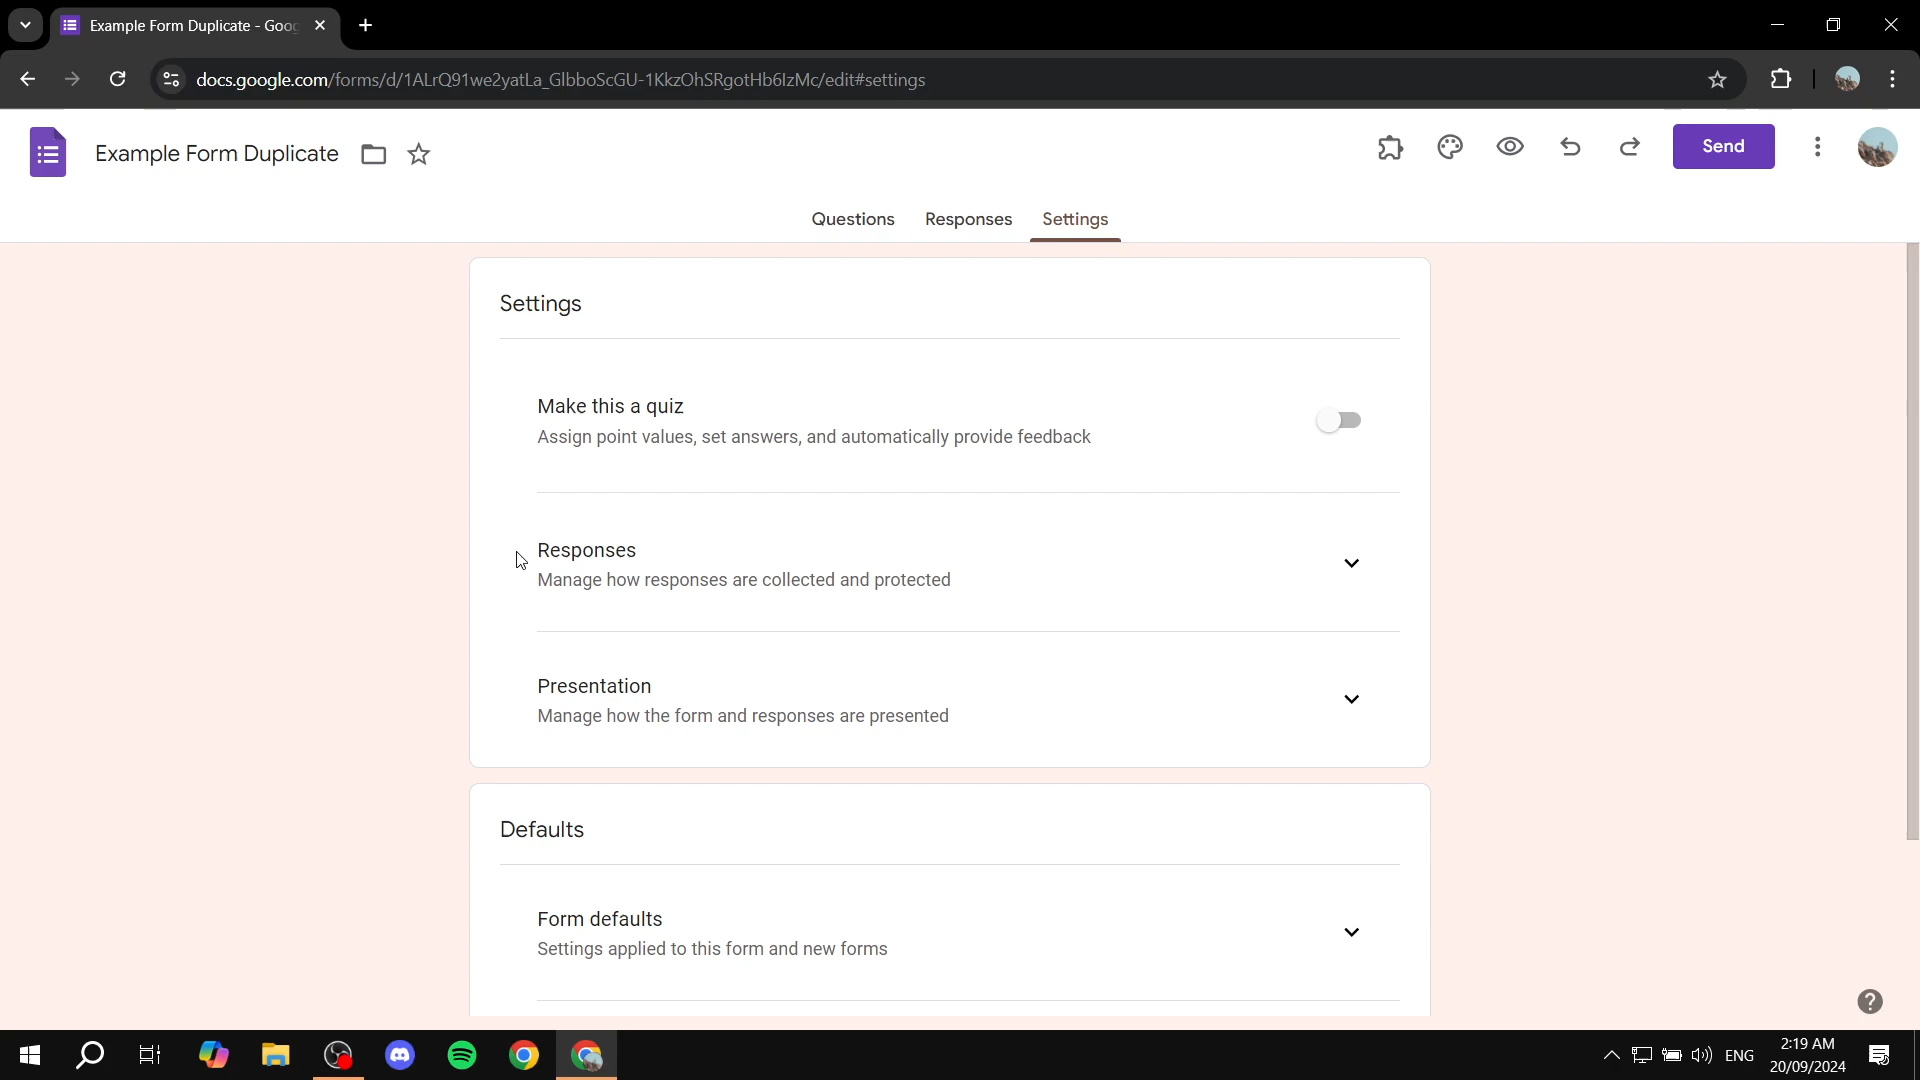 Example Form Duplicate - Goog
docs.google.com/forms/d/1ALrQ91we2yatLa_GlbboScGU-1KkzOhSRgotHb6IzMc/edit#settings
Example Form Duplicate
Send
Questions Responses Settings
Settings
Make this a quiz
Assign point values, set answers, and automatically provide feedback
Responses
Manage how responses are collected and protected
Presentation
Manage how the form and responses are presented
Defaults
Form defaults
Settings applied to this form and new forms
ENG
2:19 AM
20/09/2024